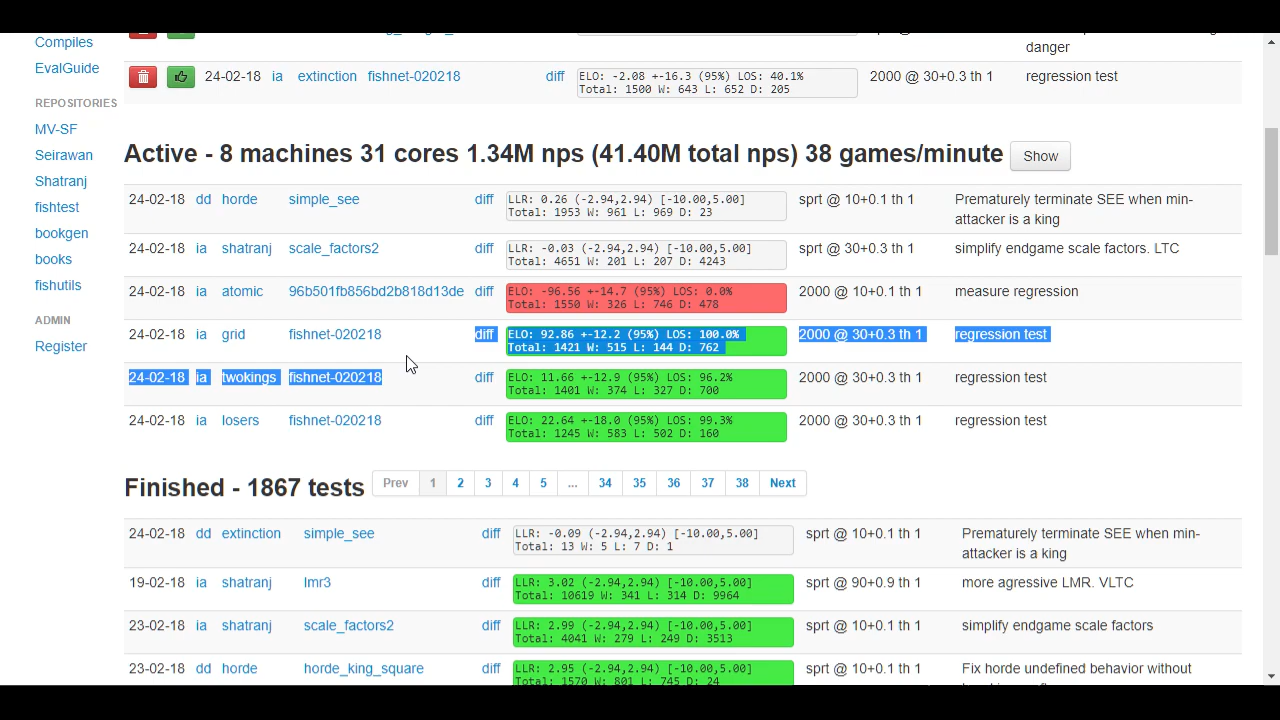 Compiles
EvalGuide
REPOSITORIES
MV-SF
Seirawan
Shatranj
fishtest
bookgen
books
fishutils
ADMIN
Register
danger
24-02-18 ia extinction fishnet-020218 diff ELO: -2.08 +-16.3 (95%) LOS: 40.1% 2000 @ 30+0.3 th 1 regression test
Total: 1500 W: 643 L: 652 D: 205
Active - 8 machines 31 cores 1.34M nps (41.40M total nps) 38 games/minute Show
24-02-18 dd horde simple_see diff LLR: 0.26 (-2.94,2.94) [-10.00,5.00] sprt @ 10+0.1 th 1 Prematurely terminate SEE when min-
Total: 1953 W: 961 L: 969 D: 23 attacker is a king
24-02-18 ia shatranj scale_factors2 diff LLR: -0.03 (-2.94,2.94) [-10.00,5.00] sprt @ 30+0.3 th 1 simplify endgame scale factors. LTC
Total: 4651 W: 201 L: 207 D: 4243
24-02-18 ia atomic 96b501fb856bd2b818d13de diff ELO: -96.56 +-14.7 (95%) LOS: 0.0% 2000 @ 10+0.1 th 1 measure regression
Total: 1550 W: 326 L: 746 D: 478
24-02-18 ia grid fishnet-020218 diff ELO: 92.86 +-12.2 (95%) LOS: 100.0% 2000 @ 30+0.3 th 1 regression test
Total: 1421 W: 515 L: 144 D: 762
24-02-18 ia twokings fishnet-020218 diff ELO: 11.66 +-12.9 (95%) LOS: 96.2% 2000 @ 30+0.3 th 1 regression test
Total: 1401 W: 374 L: 327 D: 700
24-02-18 ia losers fishnet-020218 diff ELO: 22.64 +-18.0 (95%) LOS: 99.3% 2000 @ 30+0.3 th 1 regression test
Total: 1245 W: 583 L: 502 D: 160
Finished - 1867 tests Prev 1 2 3 4 5 ... 34 35 36 37 38 Next
24-02-18 dd extinction simple_see diff LLR: -0.09 (-2.94,2.94) [-10.00,5.00] sprt @ 10+0.1 th 1 Prematurely terminate SEE when min-
Total: 13 W: 5 L: 7 D: 1 attacker is a king
19-02-18 ia shatranj lmr3 diff LLR: 3.02 (-2.94,2.94) [-10.00,5.00] sprt @ 90+0.9 th 1 more agressive LMR. VLTC
Total: 10619 W: 341 L: 314 D: 9964
23-02-18 ia shatranj scale_factors2 diff LLR: 2.99 (-2.94,2.94) [-10.00,5.00] sprt @ 10+0.1 th 1 simplify endgame scale factors
Total: 4041 W: 279 L: 249 D: 3513
23-02-18 dd horde horde_king_square diff LLR: 2.95 (-2.94,2.94) [-10.00,5.00] sprt @ 10+0.1 th 1 Fix horde undefined behavior without
Total: 1570 W: 801 L: 745 D: 24